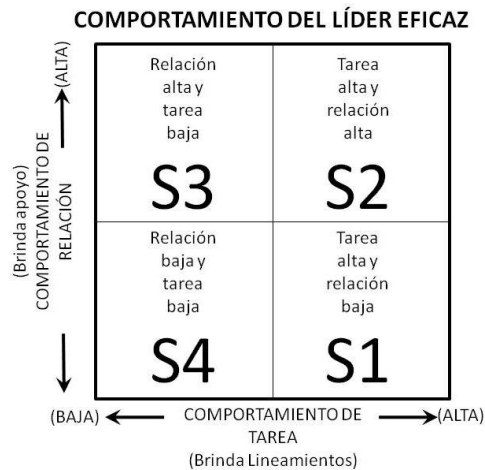 COMPORTAMIENTO DEL LÍDER EFICAZ
(ALTA)
(Brinda apoyo)
COMPORTAMIENTO DE
RELACIÓN
Relación
alta y
tarea
baja
S3
Tarea
alta y
relación
alta
S2
Relación
baja y
tarea
baja
S4
Tarea
alta y
relación
baja
S1
(BAJA)
COMPORTAMIENTO DE
TAREA
(Brinda Lineamientos)
(ALTA)